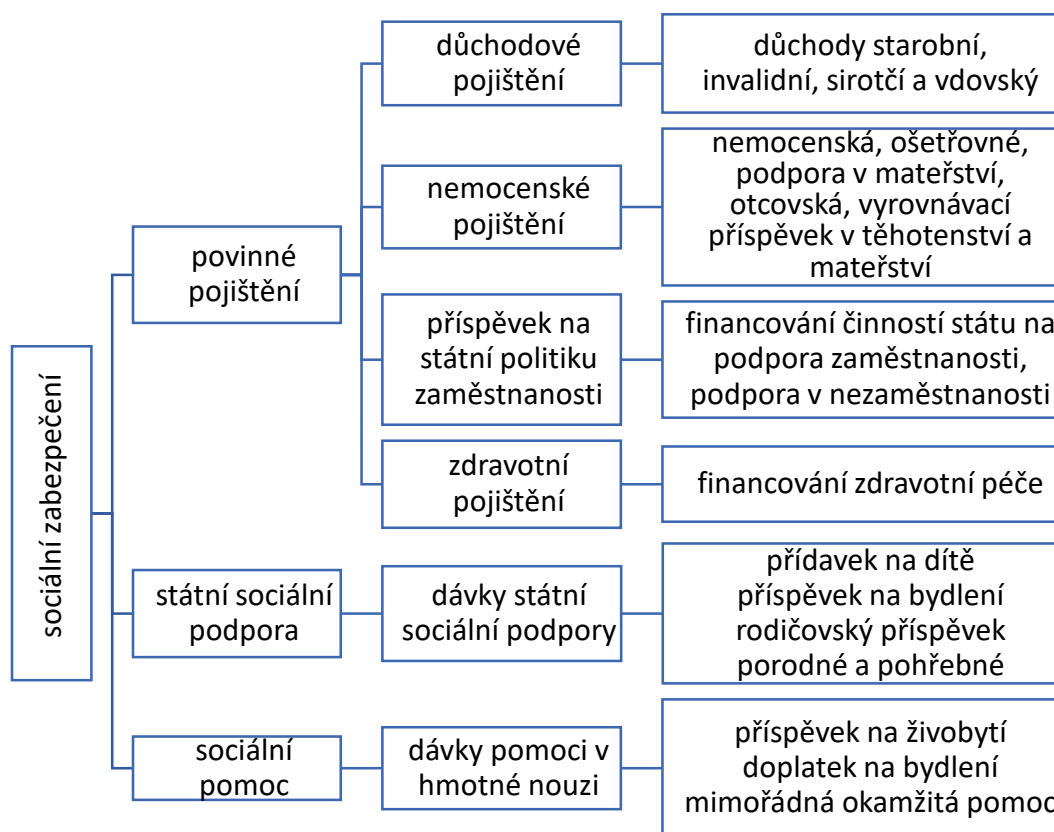 sociální zabezpečení
povinné
pojištění
důchodové
pojištění
důchody starobní,
invalidní, sirotčí a vdovský
nemocenské
pojištění
nemocenská, ošetřovné,
podpora v mateřství,
otcovská, vyrovnávací
příspěvek v těhotenství a
mateřství
příspěvek na
státní politiku
zaměstnanosti
financování činností státu na
podpora zaměstnanosti,
podpora v nezaměstnanosti
zdravotní
pojištění
financování zdravotní péče
státní sociální
podpora
dávky státní
sociální podpory
přídavek na dítě
příspěvek na bydlení
rodičovský příspěvek
porodné a pohřebné
sociální
pomoc
dávky pomoci v
hmotné nouzi
příspěvek na živobytí
doplatek na bydlení
mimořádná okamžitá pomoc